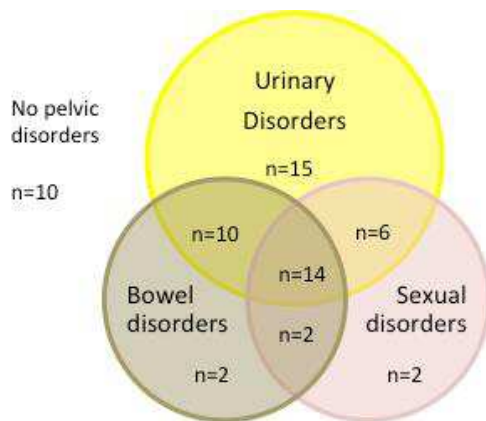 Urinary
Disorders
n=15
No pelvic
disorders
n=10
n=10
n=6
n=14
Bowel
disorders
n=2
Sexual
disorders
n=2
n=2